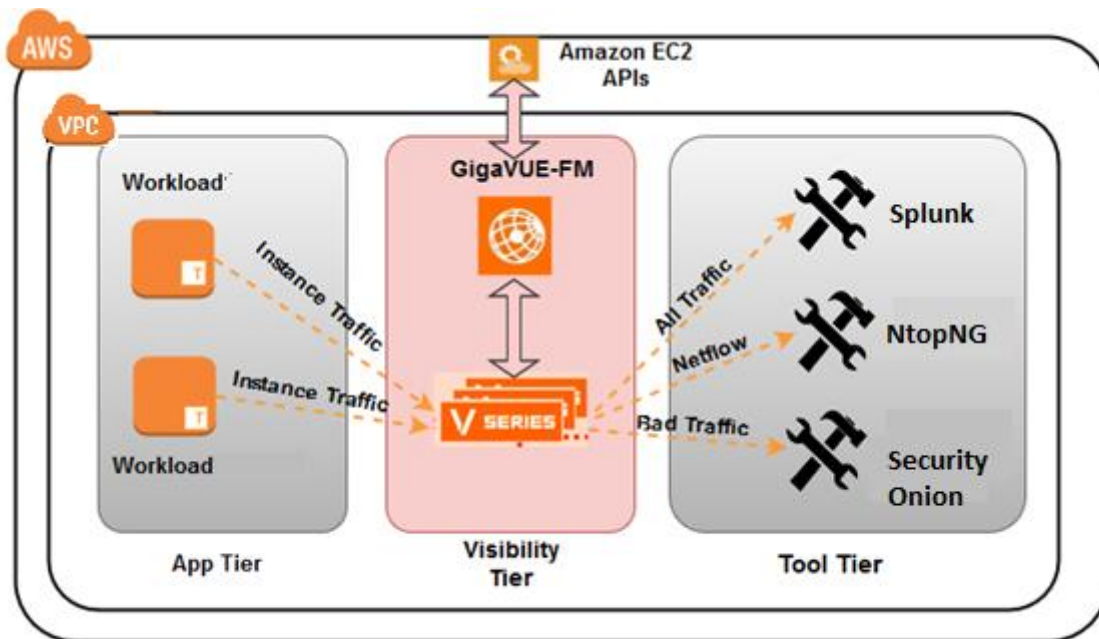 AWS
Amazon EC2
APIs
VPC
GigaVUE-FM
Workload
T
Instance Traffic
Instance Traffic
T
Workload
V SERIES
All Traffic
Netflow
Bad Traffic
Splunk
NtopNG
Security
Onion
App Tier
Visibility
Tier
Tool Tier